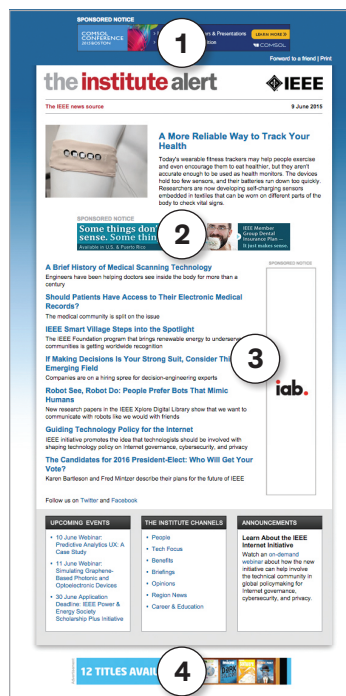 SPONSORED NOTICE
COMSOL
CONFERENCE
& Presentations
LEARN MORE
COMSOL
1
Forward to a friend | Print
the institute alert
IEEE
The IEEE news source
9 June 2015
A More Reliable Way to Track Your
Health
Today's wearable fitness trackers may help people exercise
and even encourage them to eat healthier, but they aren't
accurate enough to be used as health monitors. The devices
hold too few sensors, and their batteries run down too quickly.
Researchers are now developing self-charging sensors
embedded in textiles that can be worn on different parts of the
body to check vital signs.
SPONSORED NOTICE
Some things don'
sense. Some thin
Available in U.S. & Puerto Rico
2
IEEE Member
Group Dental
Insurance Plan—
It just makes sense.
A Brief History of Medical Scanning Technology
Engineers have been helping doctors see inside the body for more than a
century
Should Patients Have Access to Their Electronic Medical
Records?
The medical community is split on the issue
IEEE Smart Village Steps into the Spotlight
The IEEE Foundation program that brings renewable energy to underserved
communities is getting worldwide recognition
If Making Decisions Is Your Strong Suit, Consider Thi
Emerging Field
Companies are on a hiring spree for decision-engineering experts
Robot See, Robot Do: People Prefer Bots That Mimic
Humans
New research papers in the IEEE Xplore Digital Library show that we want to
communicate with robots like we would with friends
Guiding Technology Policy for the Internet
IEEE initiative promotes the idea that technologists should be involved with
shaping technology policy on Internet governance, cybersecurity, and privacy
The Candidates for 2016 President-Elect: Who Will Get Your
Vote?
Karen Bartleson and Fred Mintzer describe their plans for the future of IEEE
SPONSORED NOTICE
3
iab.
Follow us on Twitter and Facebook
UPCOMING EVENTS
10 June Webinar:
Predictive Analytics UX: A
Case Study
11 June Webinar:
Simulating Graphene-
Based Photonic and
Optoelectronic Devices
30 June Application
Deadline: IEEE Power &
Energy Society
Scholarship Plus Initiative
THE INSTITUTE CHANNELS
People
Tech Focus
Benefits
Briefings
Opinions
Region News
Career & Education
ANNOUNCEMENTS
Learn About the IEEE
Internet Initiative
Watch an on-demand
webinar about how the new
initiative can help involve
the technical community in
global policymaking for
Internet governance,
cybersecurity, and privacy.
12 TITLES AVAI
4